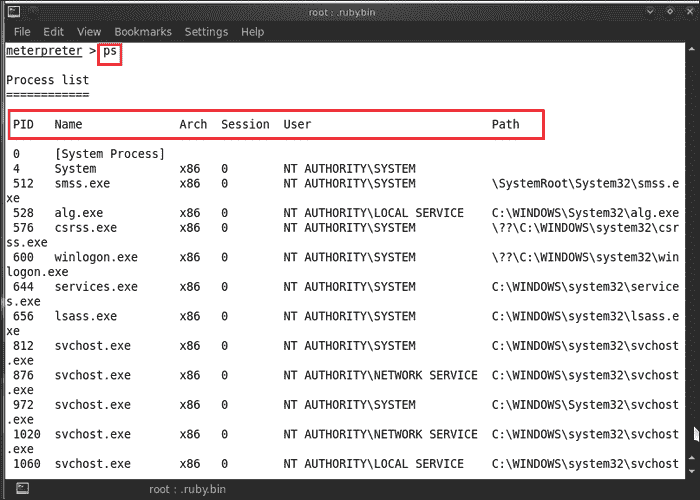 root : .ruby.bin
File Edit View Bookmarks Settings Help
meterpreter > ps
Process list
============
PID Name Arch Session User Path
0 [System Process]
4 System x86 0 NT AUTHORITY\SYSTEM
512 smss.exe x86 0 NT AUTHORITY\SYSTEM \SystemRoot\System32\smss.e
xe
528 alg.exe x86 0 NT AUTHORITY\LOCAL SERVICE C:\WINDOWS\System32\alg.exe
576 csrss.exe x86 0 NT AUTHORITY\SYSTEM \??\C:\WINDOWS\system32\csr
ss.exe
600 winlogon.exe x86 0 NT AUTHORITY\SYSTEM \??\C:\WINDOWS\system32\win
logon.exe
644 services.exe x86 0 NT AUTHORITY\SYSTEM C:\WINDOWS\system32\service
s.exe
656 lsass.exe x86 0 NT AUTHORITY\SYSTEM C:\WINDOWS\system32\lsass.e
xe
812 svchost.exe x86 0 NT AUTHORITY\SYSTEM C:\WINDOWS\system32\svchost
.exe
876 svchost.exe x86 0 NT AUTHORITY\NETWORK SERVICE C:\WINDOWS\system32\svchost
.exe
972 svchost.exe x86 0 NT AUTHORITY\SYSTEM C:\WINDOWS\system32\svchost
.exe
1020 svchost.exe x86 0 NT AUTHORITY\NETWORK SERVICE C:\WINDOWS\system32\svchost
.exe
1060 svchost.exe x86 0 NT AUTHORITY\LOCAL SERVICE C:\WINDOWS\system32\svchost
root : .ruby.bin